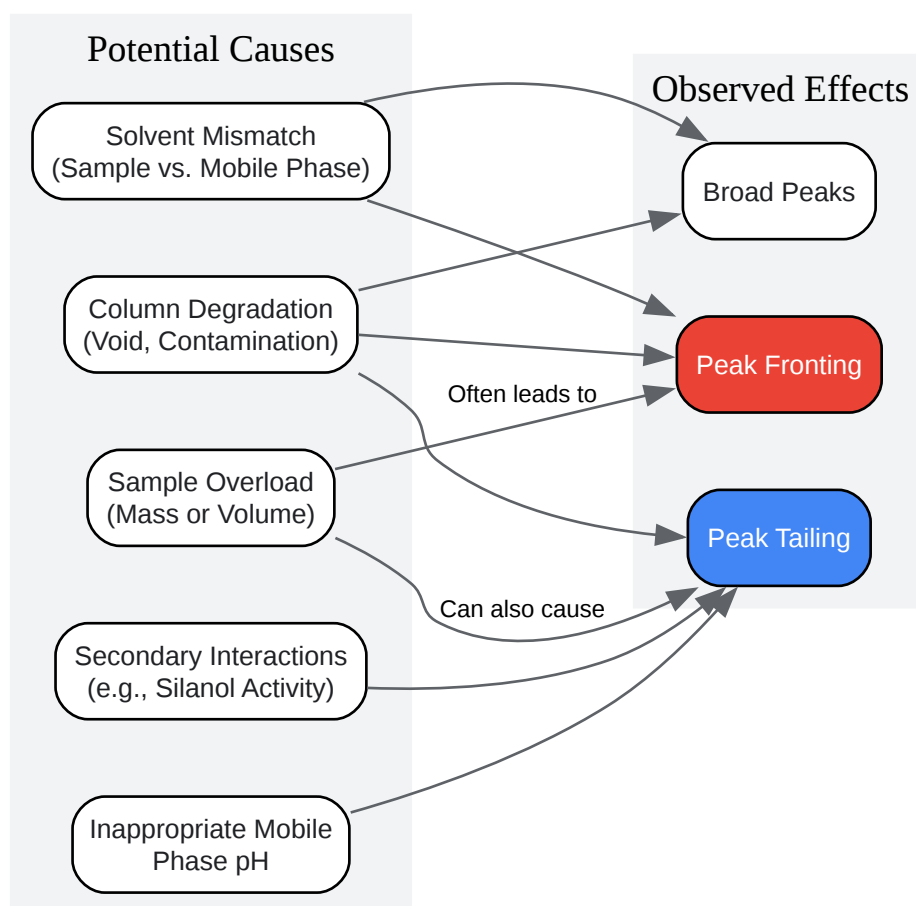 Potential Causes
Solvent Mismatch
(Sample vs. Mobile Phase)
Column Degradation
(Void, Contamination)
Sample Overload
(Mass or Volume)
Secondary Interactions
(e.g., Silanol Activity)
Inappropriate Mobile
Phase pH
Often leads to
Can also cause
Observed Effects
Broad Peaks
Peak Fronting
Peak Tailing